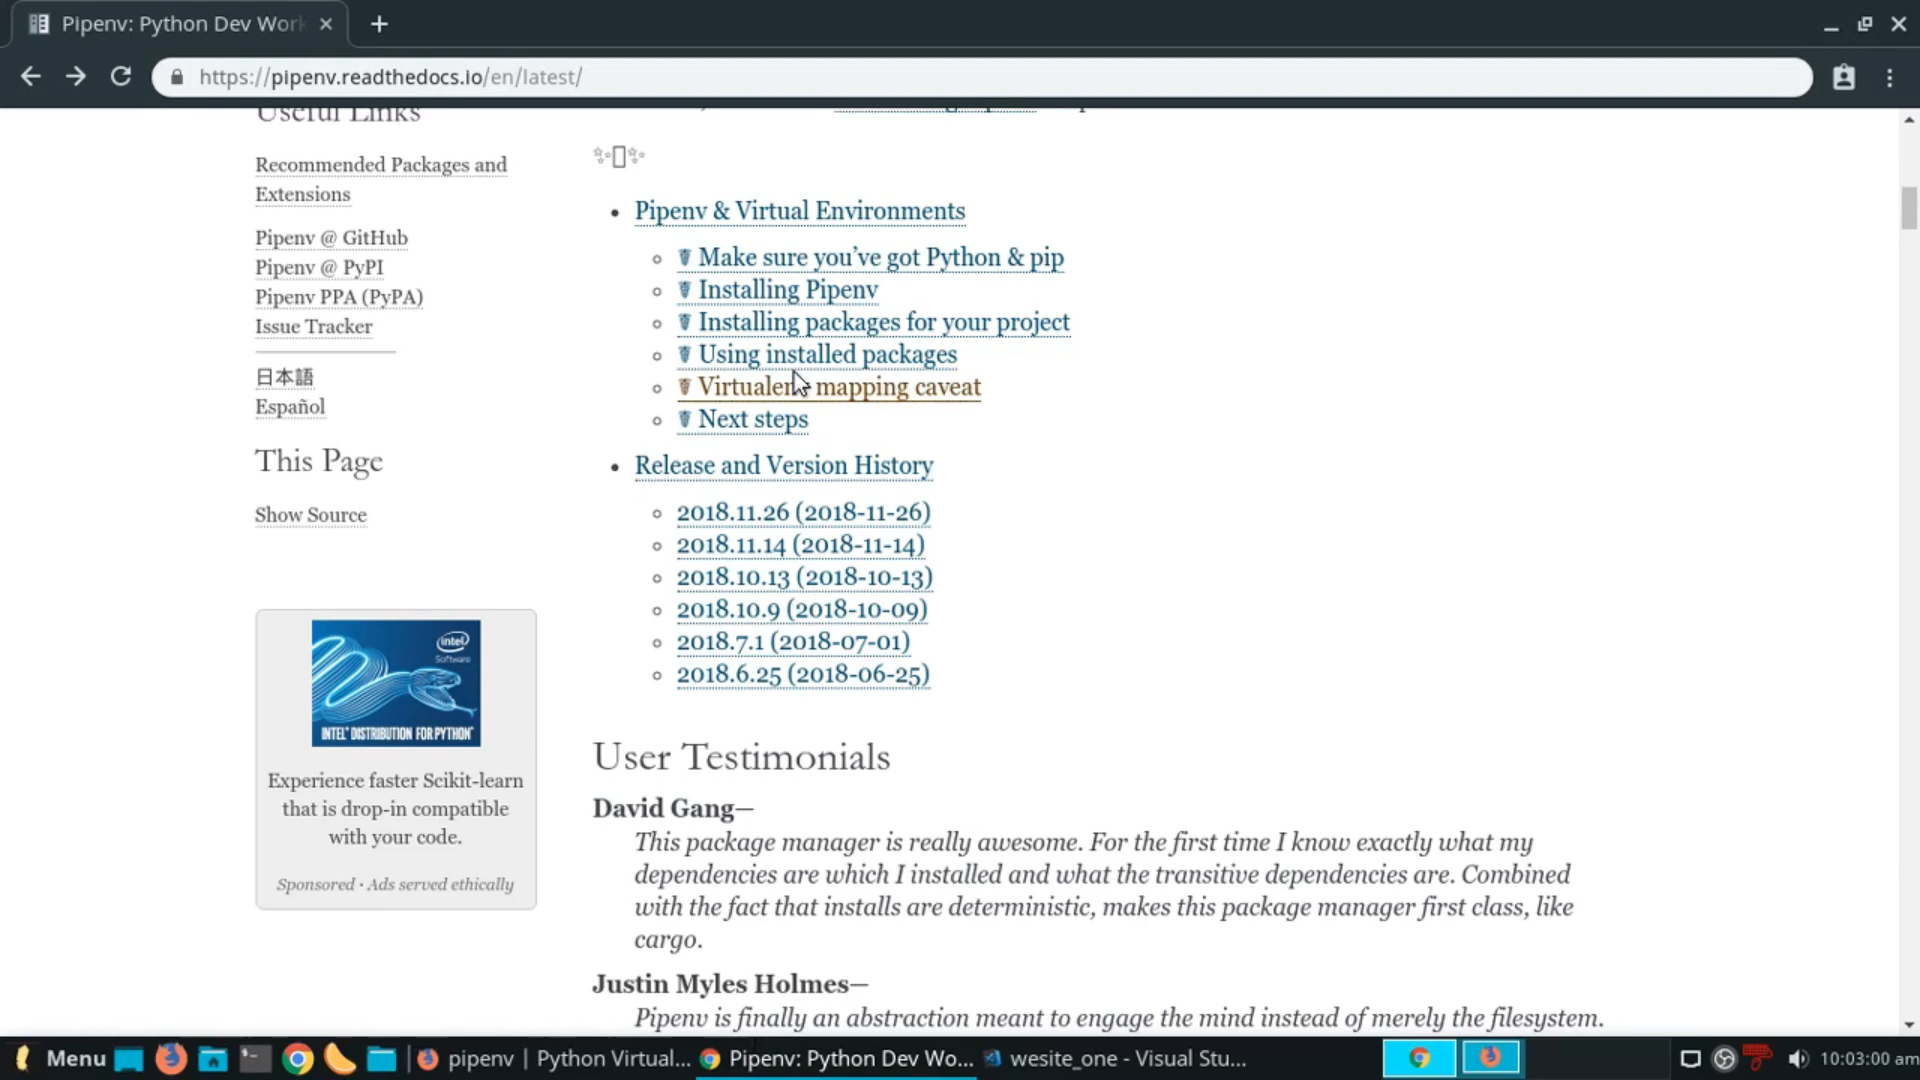 Pipenv: Python Dev Work
https://pipenv.readthedocs.io/en/latest/
Useful Links
Recommended Packages and
Extensions
Pipenv @ GitHub
Pipenv @ PyPI
Pipenv PPA (PyPA)
Issue Tracker
日本語
Español
This Page
Show Source
intel
Software
INTEL® DISTRIBUTION FOR PYTHON*
Experience faster Scikit-learn
that is drop-in compatible
with your code.
Sponsored · Ads served ethically
Pipenv & Virtual Environments
Make sure you’ve got Python & pip
Installing Pipenv
Installing packages for your project
Using installed packages
Virtualenv mapping caveat
Next steps
Release and Version History
2018.11.26 (2018-11-26)
2018.11.14 (2018-11-14)
2018.10.13 (2018-10-13)
2018.10.9 (2018-10-09)
2018.7.1 (2018-07-01)
2018.6.25 (2018-06-25)
User Testimonials
David Gang—
This package manager is really awesome. For the first time I know exactly what my
dependencies are which I installed and what the transitive dependencies are. Combined
with the fact that installs are deterministic, makes this package manager first class, like
cargo.
Justin Myles Holmes—
Pipenv is finally an abstraction meant to engage the mind instead of merely the filesystem.
Menu
pipenv | Python Virtual...
Pipenv: Python Dev Wo...
wesite_one - Visual Stu...
10:03:00 am